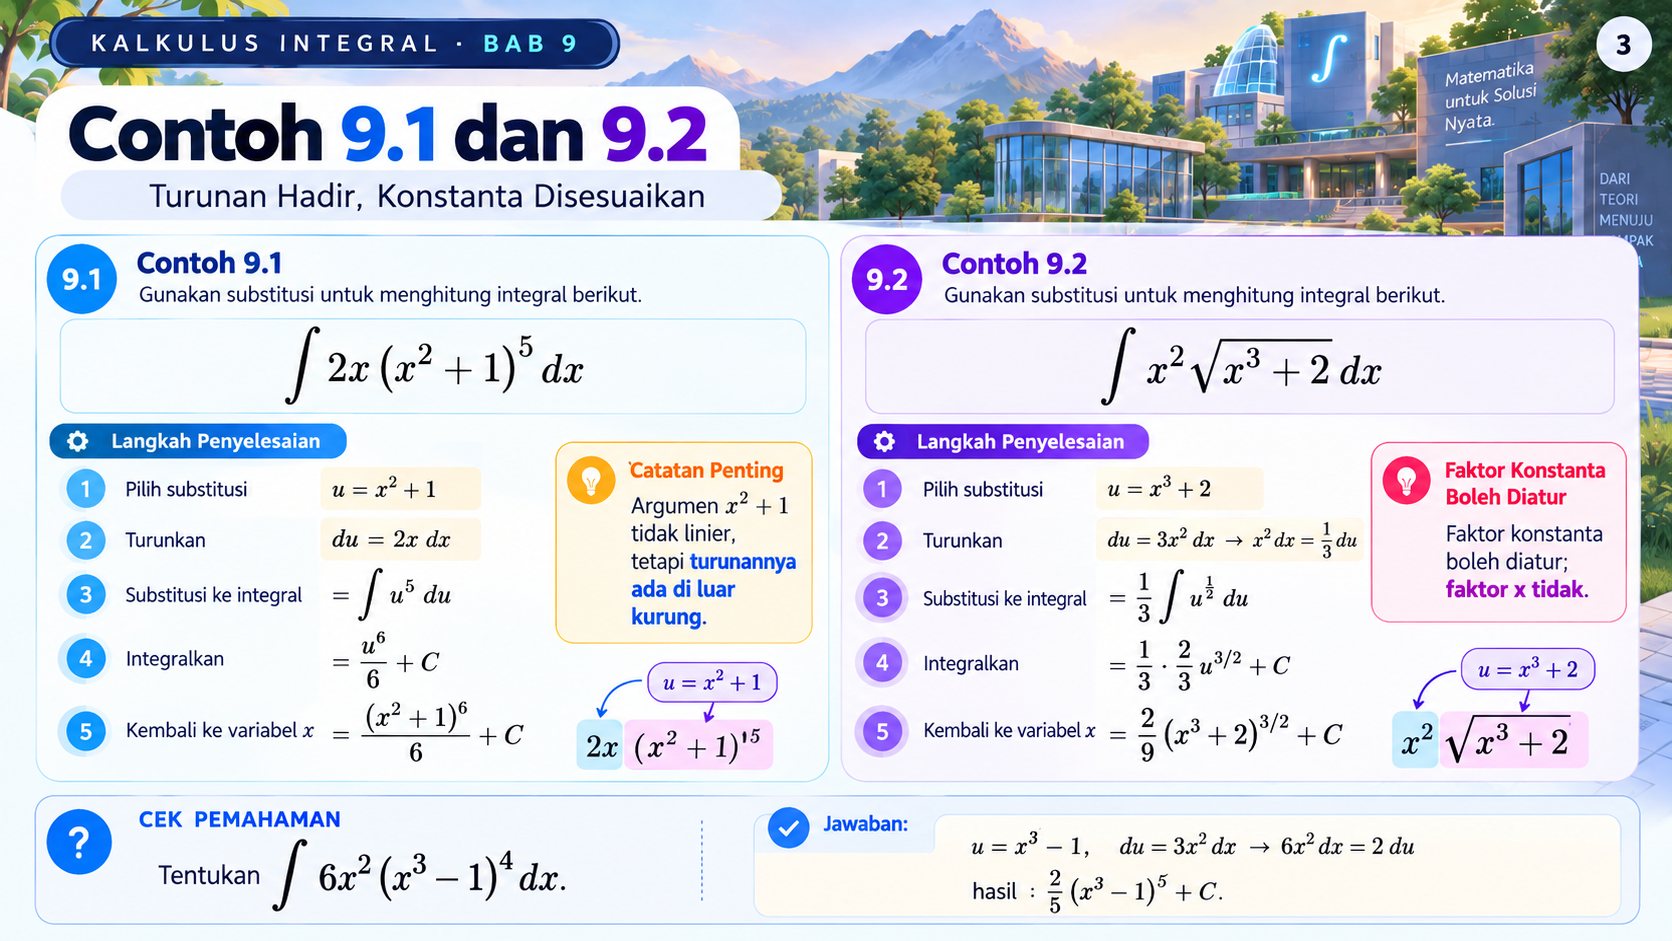 KALKULUS INTEGRAL · BAB 9
3
Matematika
untuk Solusi
Nyata.
DARI
TEORI
MENUJU
Contoh 9.1 dan 9.2
Turunan Hadir, Konstanta Disesuaikan
9.1
Contoh 9.1
Gunakan substitusi untuk menghitung integral berikut.
∫ 2x (x² + 1)⁵ dx
Langkah Penyelesaian
1 Pilih substitusi u = x² + 1
2 Turunkan du = 2x dx
3 Substitusi ke integral = ∫ u⁵ du
4 Integralkan = u⁶/6 + C
5 Kembali ke variabel x = (x² + 1)⁶/6 + C
Catatan Penting
Argumen x² + 1
tidak linier,
tetapi turunannya
ada di luar
kurung.
u = x² + 1
2x (x² + 1)'⁵
9.2
Contoh 9.2
Gunakan substitusi untuk menghitung integral berikut.
∫ x² √(x³ + 2) dx
Langkah Penyelesaian
1 Pilih substitusi u = x³ + 2
2 Turunkan du = 3x² dx → x² dx = 1/3 du
3 Substitusi ke integral = 1/3 ∫ u^(1/2) du
4 Integralkan = 1/3 · 2/3 u^(3/2) + C
5 Kembali ke variabel x = 2/9 (x³ + 2)^(3/2) + C
Faktor Konstanta
Boleh Diatur
Faktor konstanta
boleh diatur;
faktor x tidak.
u = x³ + 2
x² √(x³ + 2)
?
CEK PEMAHAMAN
Tentukan ∫ 6x² (x³ − 1)⁴ dx.
Jawaban:
u = x³ − 1, du = 3x² dx → 6x² dx = 2 du
hasil : 2/5 (x³ − 1)⁵ + C.